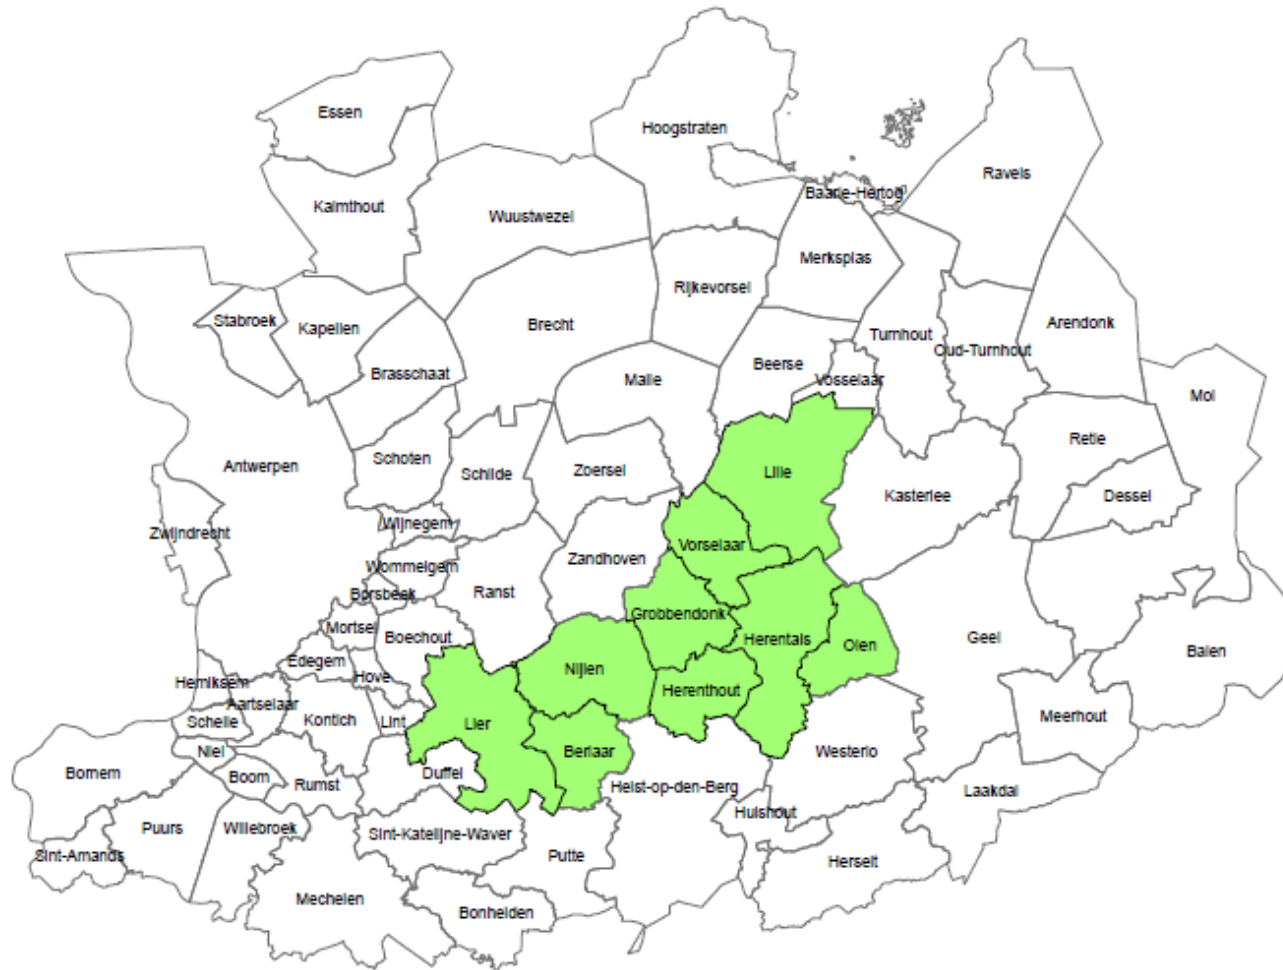 Essen
Hoogstraten
Ravels
Baarle-Hertog
Kalmthout
Wuustwezel
Merksplas
Rijkevorsel
Stabroek
Kapellen
Brecht
Turnhout
Arendonk
Oud-Turnhout
Brasschaat
Malle
Beerse
Vosselaar
Mol
Retie
Schoten
Antwerpen
Schilde
Zoersel
Lille
Kasterlee
Dessel
Zwijndrecht
Wijnegem
Vorselaar
Zandhoven
Wommelgem
Borsbeek
Ranst
Grobbendonk
Mortsel
Boechout
Herentals
Olen
Geel
Balen
Edegem
Hove
Nijlen
Hemiksem
Aartselaar
Herenthout
Schelle
Kontich
Lint
Lier
Meerhout
Niel
Berlaar
Westerlo
Bornem
Boom
Rumst
Duffel
Heist-op-den-Berg
Laakdal
Hulshout
Puurs
Willebroek
Sint-Katelijne-Waver
Sint-Amands
Putte
Herselt
Mechelen
Bonheiden